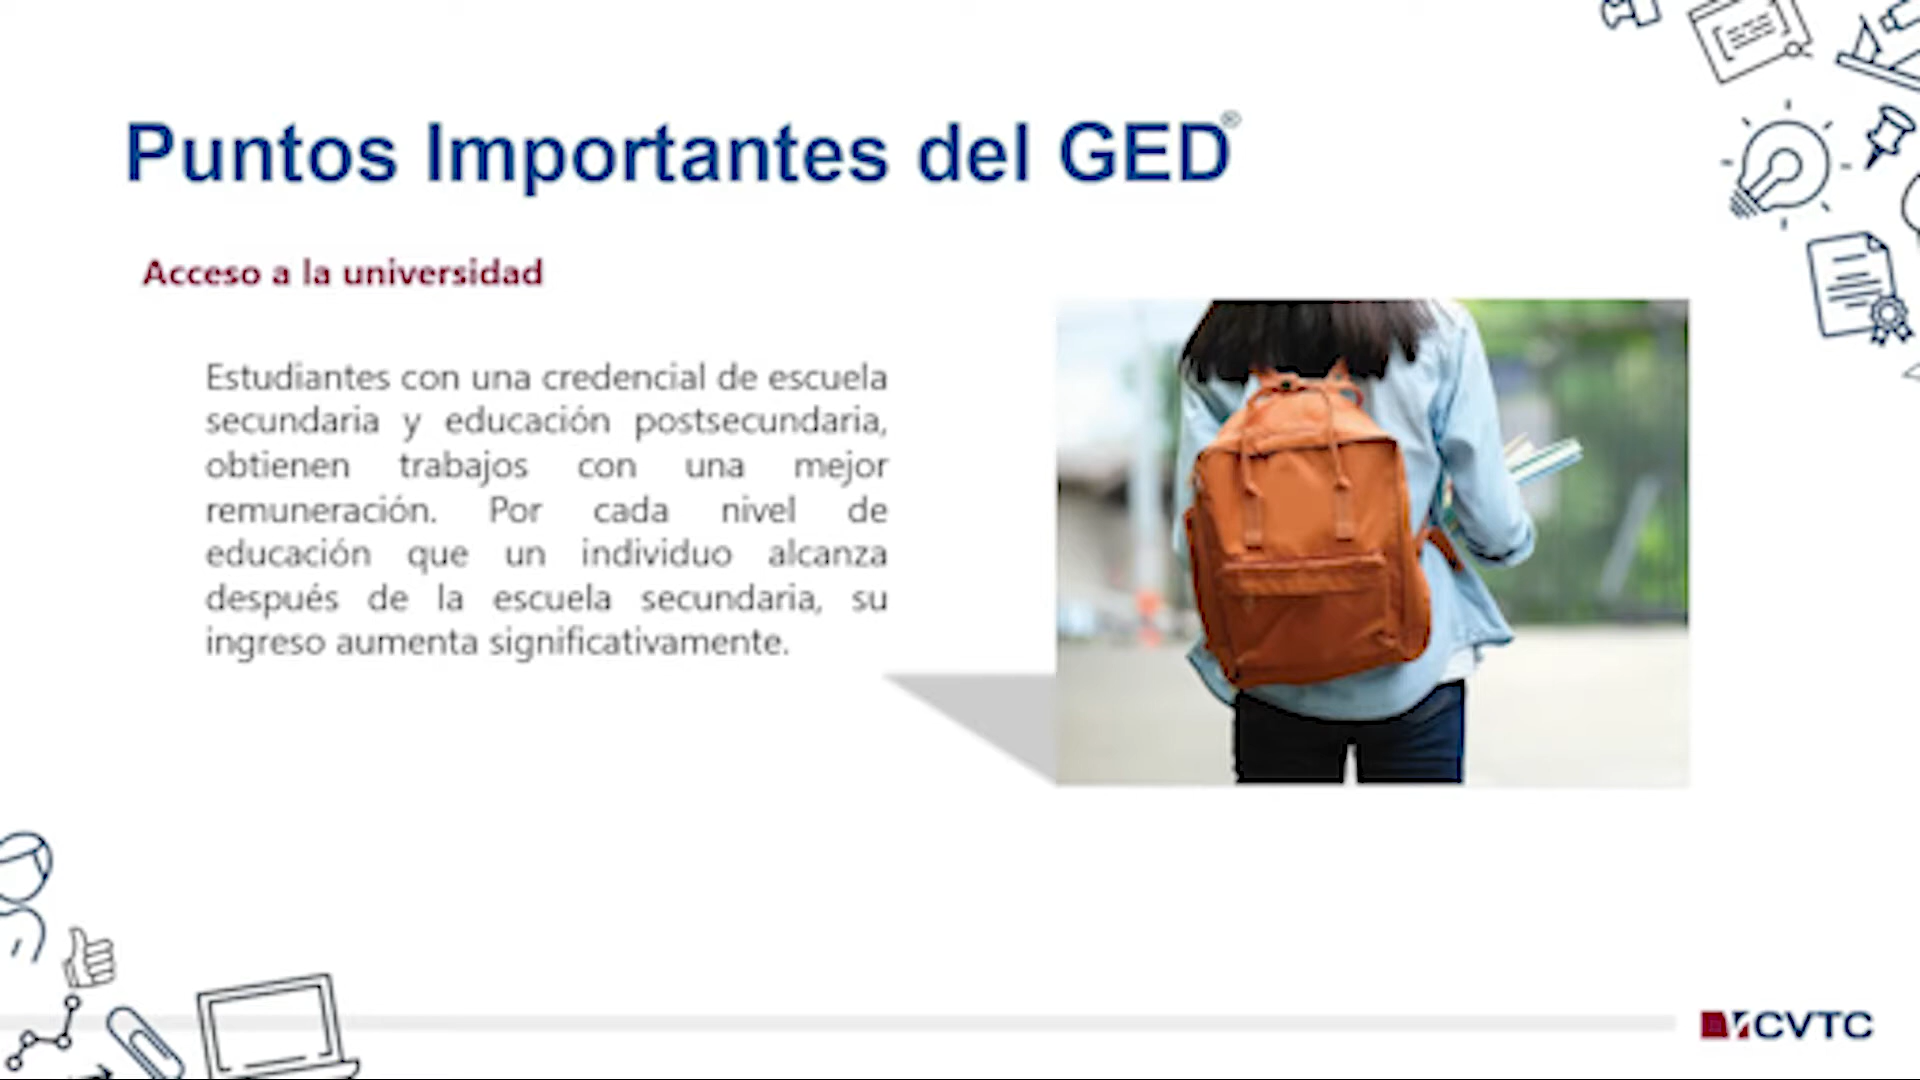 Puntos Importantes del GED®
Acceso a la universidad
Estudiantes con una credencial de escuela
secundaria y educación postsecundaria,
obtienen trabajos con una mejor
remuneración. Por cada nivel de
educación que un individuo alcanza
después de la escuela secundaria, su
ingreso aumenta significativamente.
CVTC